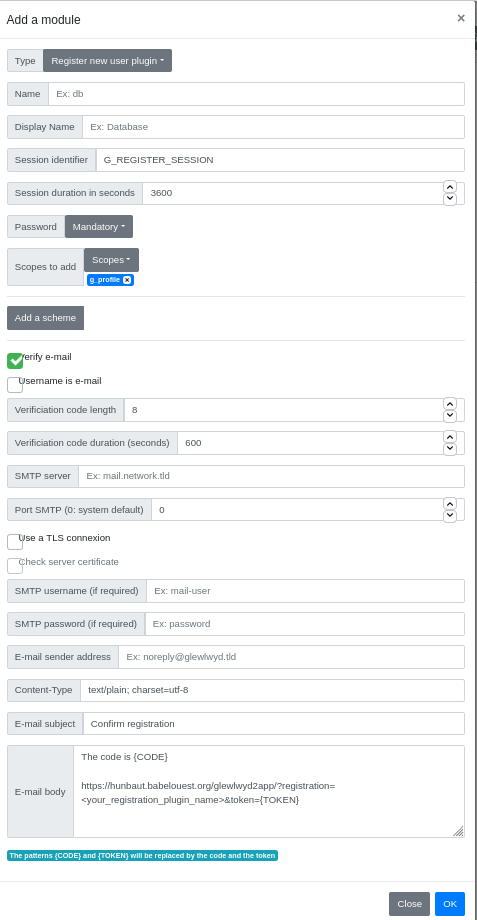 Add a module
×
Type Register new user plugin
Name Ex: db
Display Name Ex: Database
Session identifier G_REGISTER_SESSION
Session duration in seconds 3600
Password Mandatory
Scopes to add Scopes
g_profile
Add a scheme
Verify e-mail
Username is e-mail
Verificiation code length 8
Verificiation code duration (seconds) 600
SMTP server Ex: mail.network.tld
Port SMTP (0: system default) 0
Use a TLS connexion
Check server certificate
SMTP username (if required) Ex: mail-user
SMTP password (if required) Ex: password
E-mail sender address Ex: noreply@glewlwyd.tld
Content-Type text/plain; charset=utf-8
E-mail subject Confirm registration
E-mail body
The code is {CODE}
https://hunbaut.babelouest.org/glewlwyd2app/?registration=
<your_registration_plugin_name>&token={TOKEN}
The patterns {CODE} and {TOKEN} will be replaced by the code and the token
Close OK